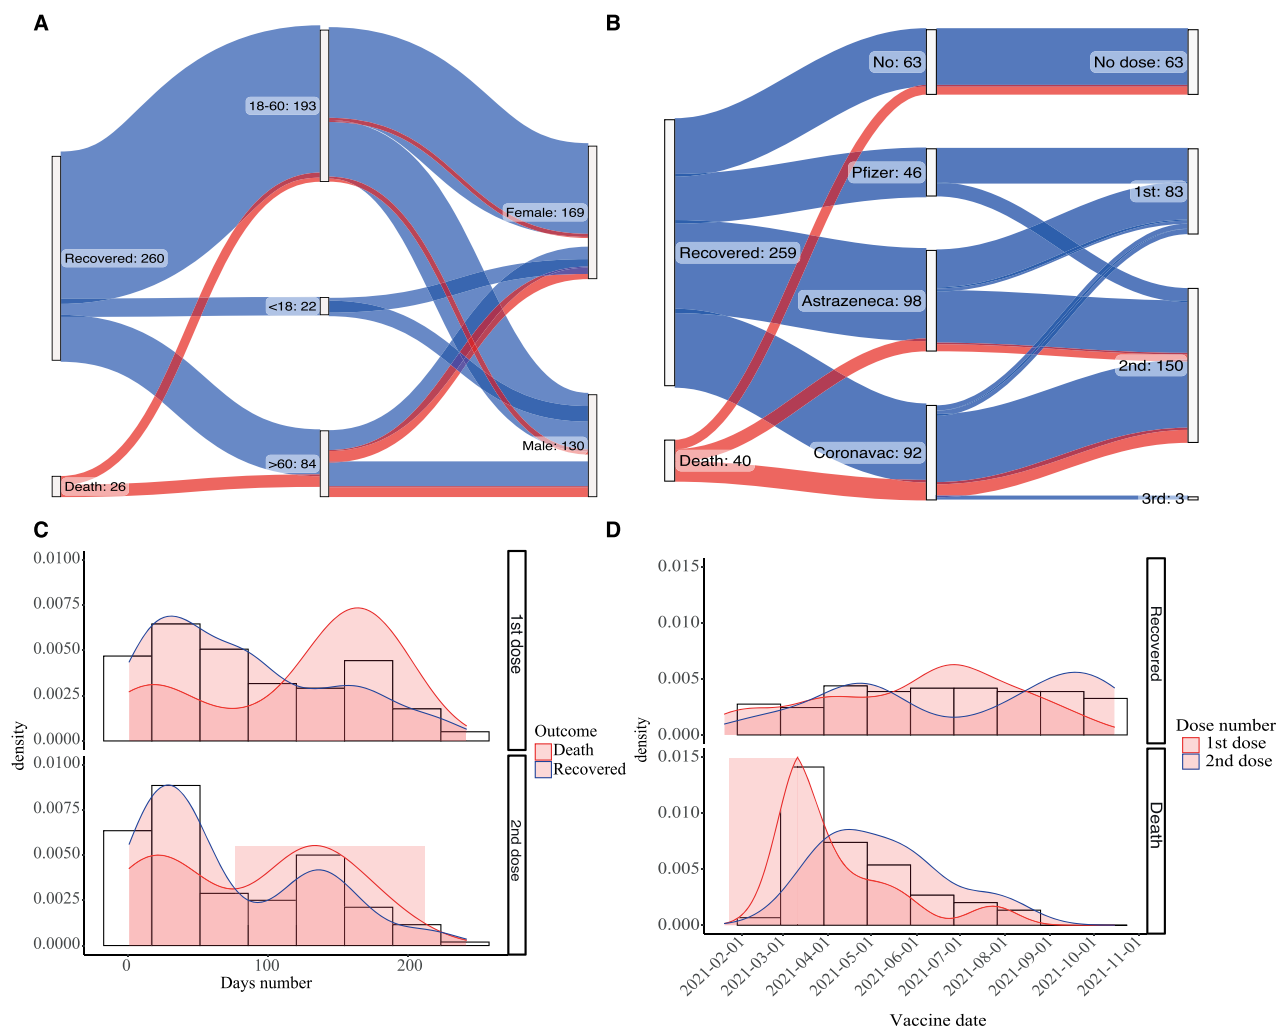 A
18-60: 193
Female: 169
Recovered: 260
<18: 22
Male: 130
>60: 84
Death: 26
B
No: 63
No dose: 63
Pfizer: 46
1st: 83
Recovered: 259
Astrazeneca: 98
2nd: 150
Coronavac: 92
Death: 40
3rd: 3
C
0.0100
0.0075
0.0050
0.0025
0.0000
1st dose
0.0100
0.0075
0.0050
0.0025
0.0000
2nd dose
density
0
100
200
Days number
Outcome
Death
Recovered
D
0.015
0.010
0.005
0.000
Recovered
0.015
0.010
0.005
0.000
Death
density
2021-02-01
2021-03-01
2021-04-01
2021-05-01
2021-06-01
2021-07-01
2021-08-01
2021-09-01
2021-10-01
2021-11-01
Vaccine date
Dose number
1st dose
2nd dose